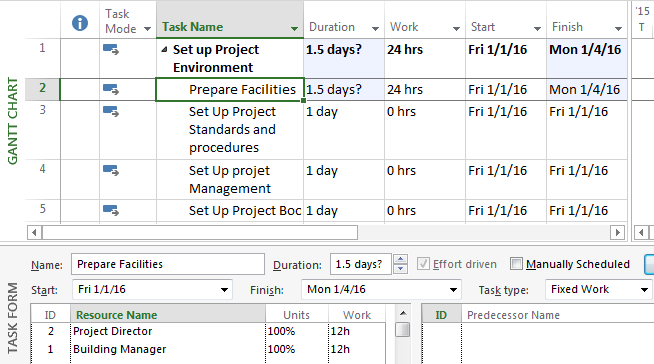 Task Mode Task Name Duration Work Start Finish '15 T
1 Set up Project Environment 1.5 days? 24 hrs Fri 1/1/16 Mon 1/4/16
2 Prepare Facilities 1.5 days? 24 hrs Fri 1/1/16 Mon 1/4/16
3 Set Up Project Standards and procedures 1 day 0 hrs Fri 1/1/16 Fri 1/1/16
4 Set up projet Management 1 day 0 hrs Fri 1/1/16 Fri 1/1/16
5 Set Up Project Boc 1 day 0 hrs Fri 1/1/16 Fri 1/1/16
GANTT CHART
Name: Prepare Facilities Duration: 1.5 days? Effort driven Manually Scheduled
Start: Fri 1/1/16 Finish: Mon 1/4/16 Task type: Fixed Work
ID Resource Name Units Work ID Predecessor Name
2 Project Director 100% 12h
1 Building Manager 100% 12h
TASK FORM